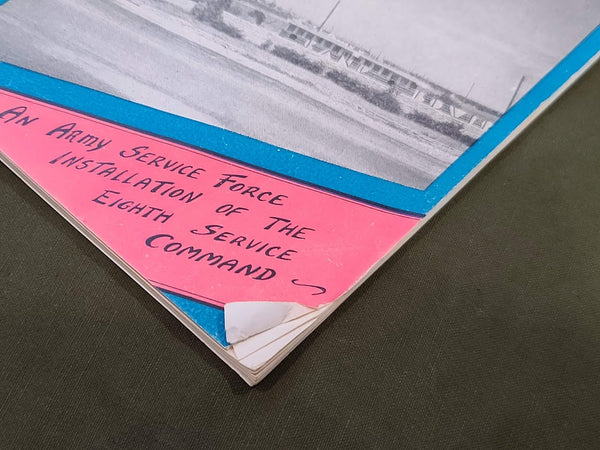 An Army Service Force
Installation of the
Eighth Service
Command